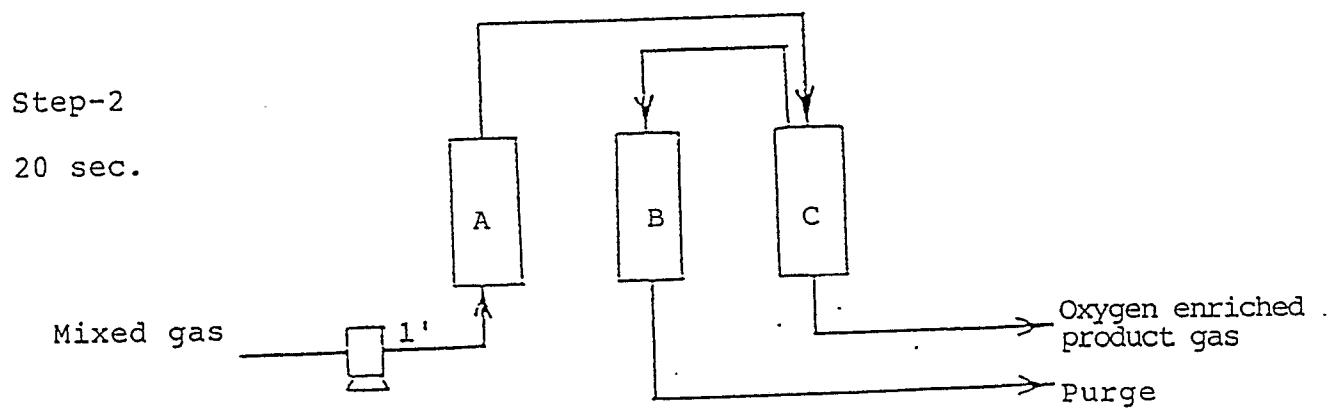 Step-2
20 sec.
A
B
C
Mixed gas
1'
Oxygen enriched
product gas
Purge